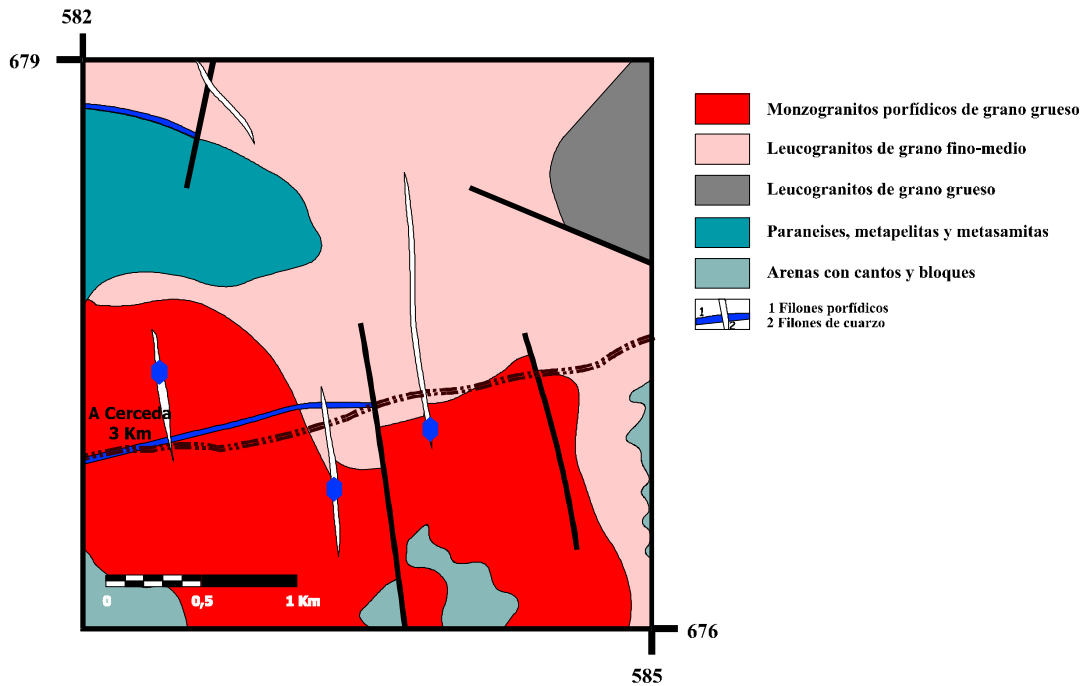 582
679
Monzogranitos porfídicos de grano grueso
Leucogranitos de grano fino-medio
Leucogranitos de grano grueso
Paraneises, metapelitas y metasamitas
Arenas con cantos y bloques
1
2
1 Filones porfídicos
2 Filones de cuarzo
A Cerceda
3 Km
0
0,5
1 Km
676
585